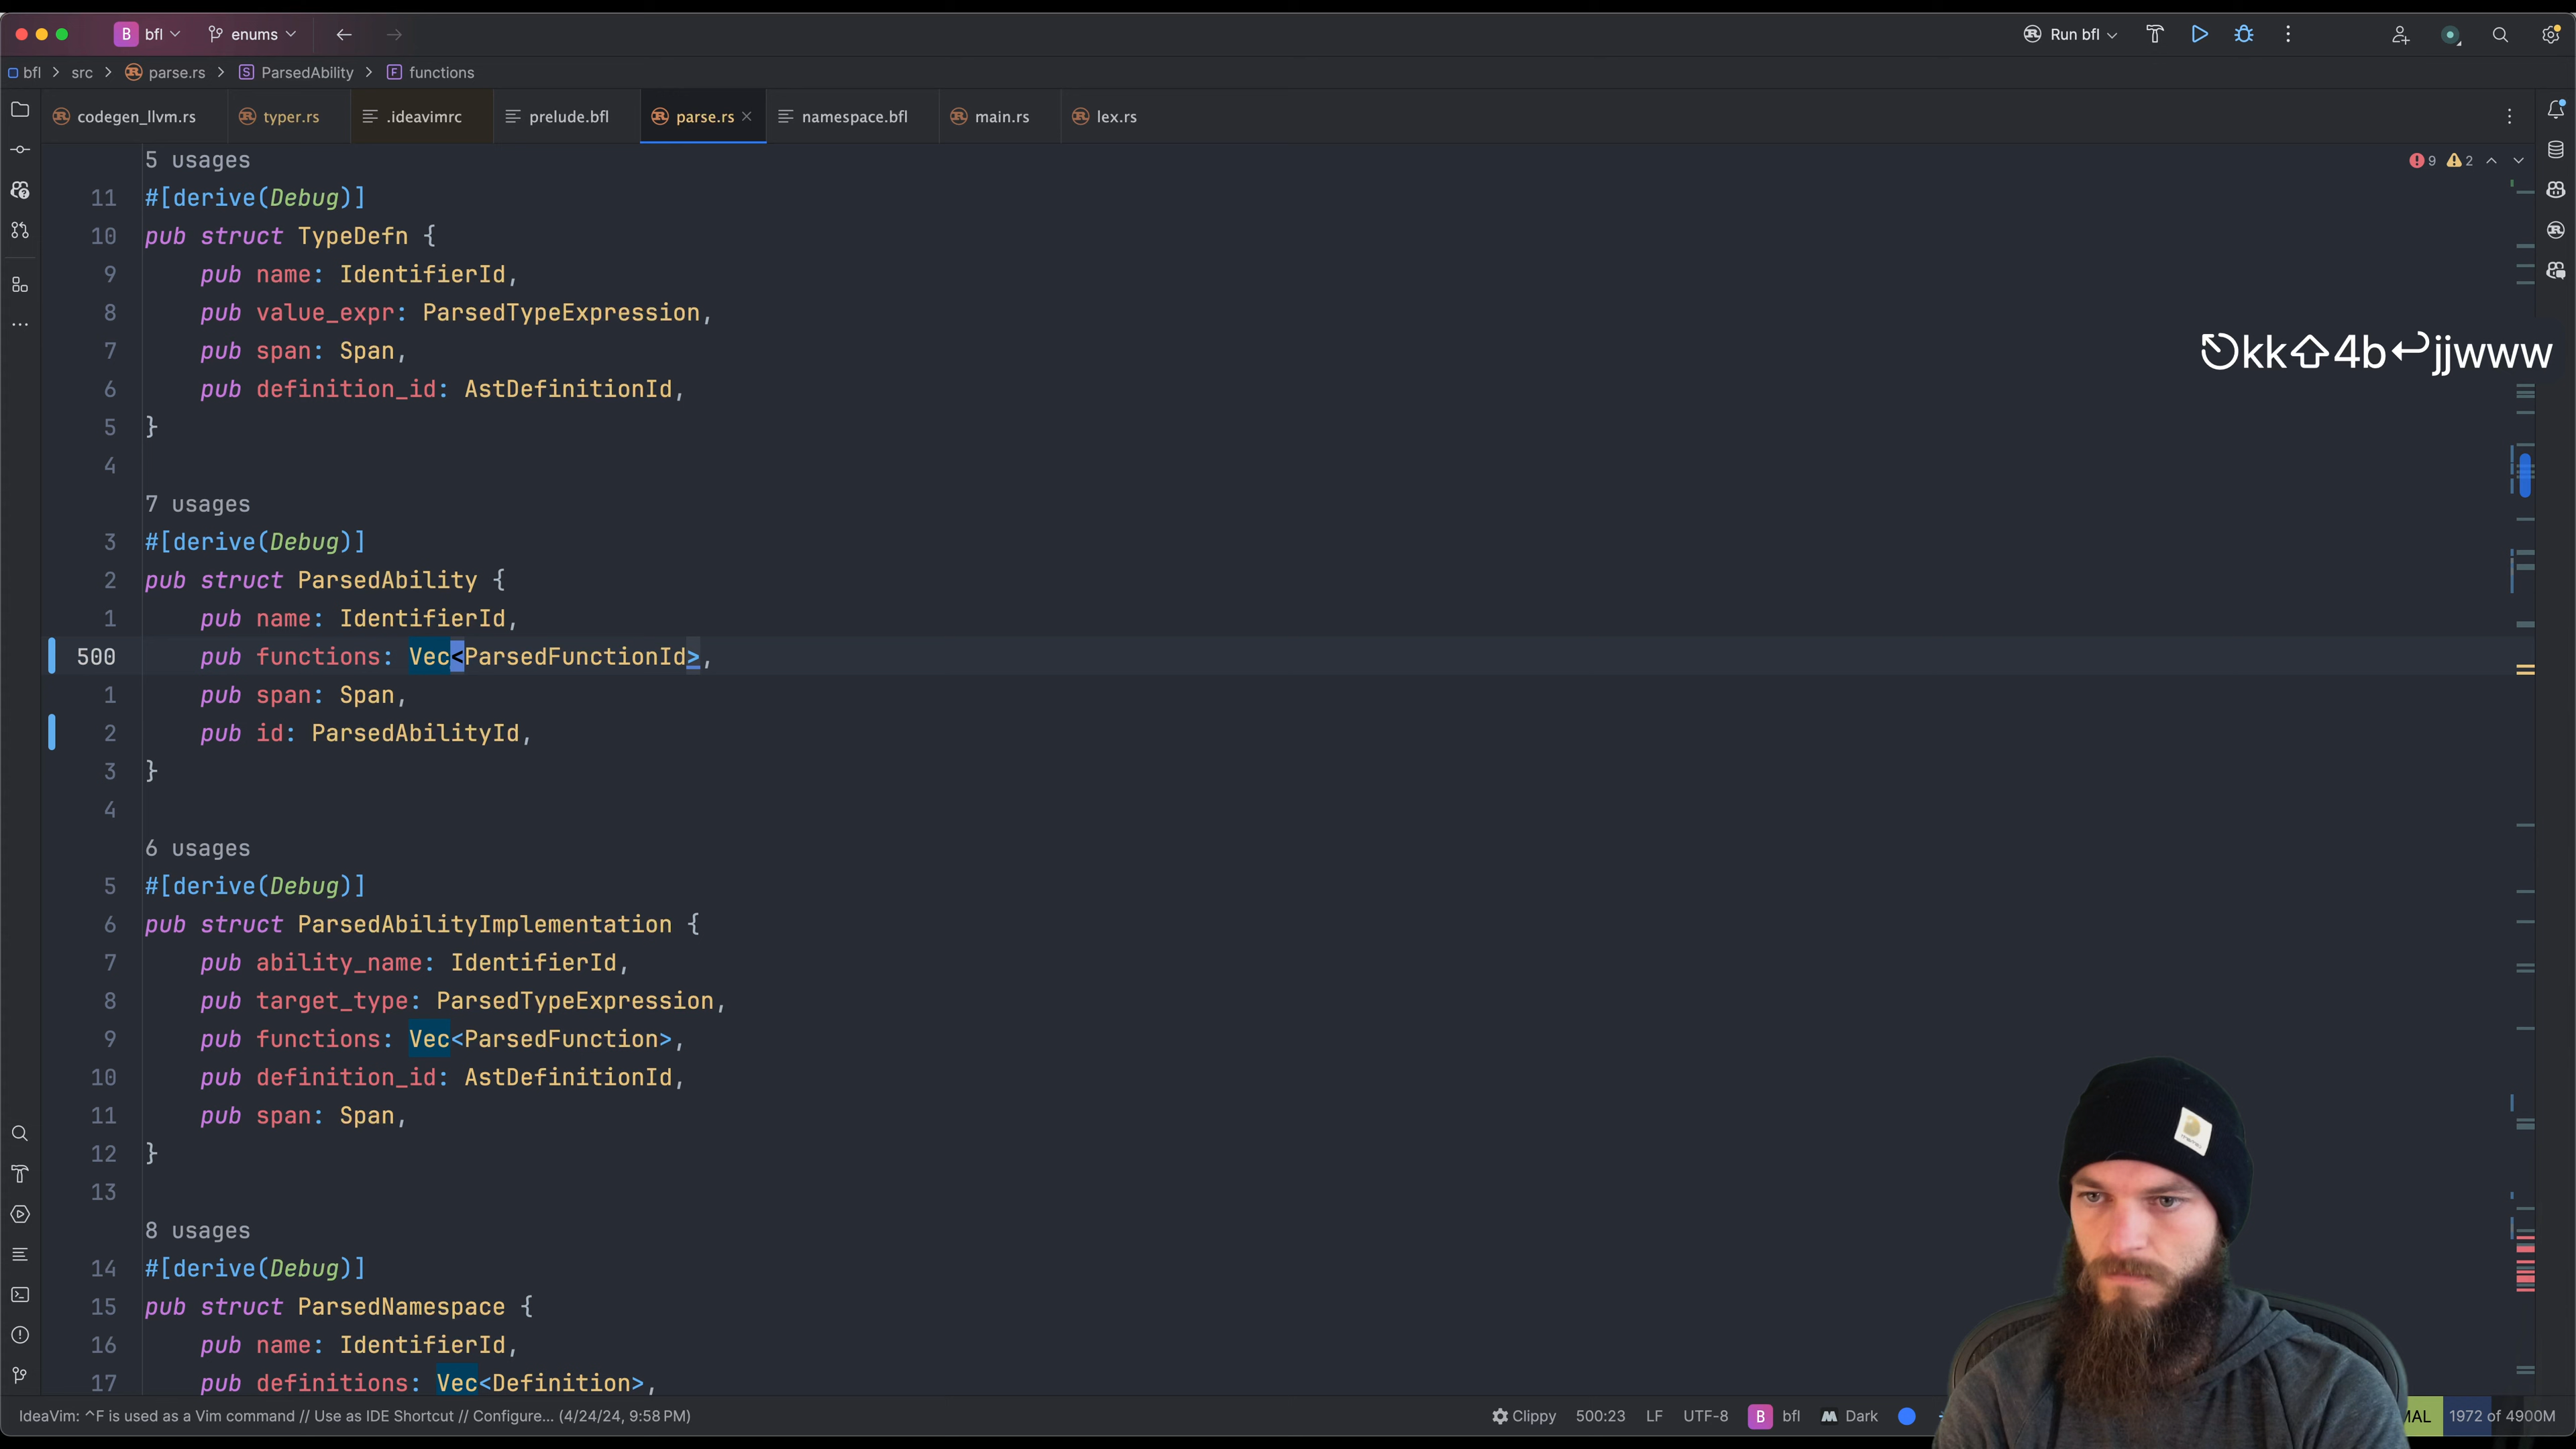 B bfl enums Run bfl
bfl > src > parse.rs > S ParsedAbility > F functions
codegen_llvm.rs typer.rs .ideavimrc prelude.bfl parse.rs namespace.bfl main.rs lex.rs
5 usages
9 2
11 #[derive(Debug)]
10 pub struct TypeDefn {
9 pub name: IdentifierId,
8 pub value_expr: ParsedTypeExpression,
7 pub span: Span,
kk⇧4b↩jjwww
6 pub definition_id: AstDefinitionId,
5 }
4
7 usages
3 #[derive(Debug)]
2 pub struct ParsedAbility {
1 pub name: IdentifierId,
500 pub functions: Vec<ParsedFunctionId>,
1 pub span: Span,
2 pub id: ParsedAbilityId,
3 }
4
6 usages
5 #[derive(Debug)]
6 pub struct ParsedAbilityImplementation {
7 pub ability_name: IdentifierId,
8 pub target_type: ParsedTypeExpression,
9 pub functions: Vec<ParsedFunction>,
10 pub definition_id: AstDefinitionId,
11 pub span: Span,
12 }
13
8 usages
14 #[derive(Debug)]
15 pub struct ParsedNamespace {
16 pub name: IdentifierId,
17 pub definitions: Vec<Definition>,
IdeaVim: ^F is used as a Vim command // Use as IDE Shortcut // Configure... (4/24/24, 9:58 PM) Clippy 500:23 LF UTF-8 B bfl Dark MAL 1972 of 4900M